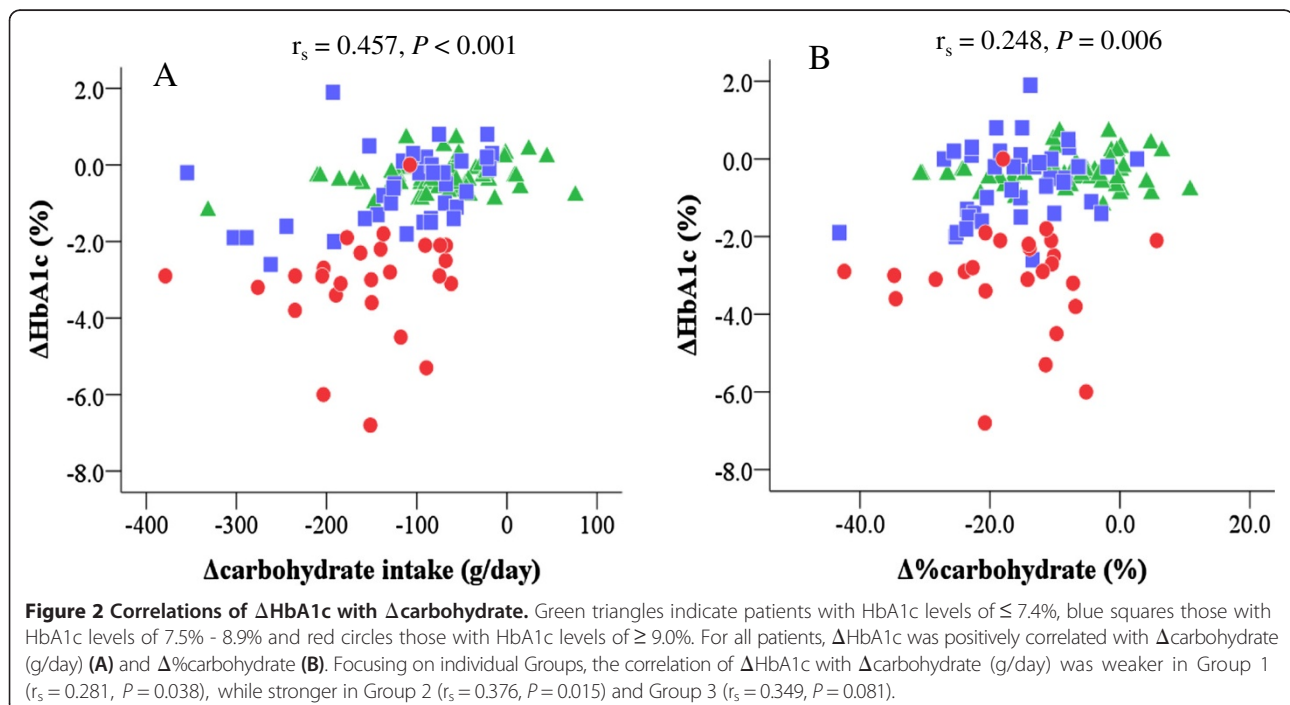 rs = 0.457, P < 0.001
A
2.0
0.0
-2.0
-4.0
-6.0
-8.0
ΔHbA1c (%)
-400 -300 -200 -100 0 100
Δcarbohydrate intake (g/day)
rs = 0.248, P = 0.006
B
2.0
0.0
-2.0
-4.0
-6.0
-8.0
ΔHbA1c (%)
-40.0 -20.0 0.0 20.0
Δ%carbohydrate (%)
Figure 2 Correlations of ΔHbA1c with Δcarbohydrate. Green triangles indicate patients with HbA1c levels of ≤ 7.4%, blue squares those with
HbA1c levels of 7.5% - 8.9% and red circles those with HbA1c levels of ≥ 9.0%. For all patients, ΔHbA1c was positively correlated with Δcarbohydrate
(g/day) (A) and Δ%carbohydrate (B). Focusing on individual Groups, the correlation of ΔHbA1c with Δcarbohydrate (g/day) was weaker in Group 1
(rs = 0.281, P = 0.038), while stronger in Group 2 (rs = 0.376, P = 0.015) and Group 3 (rs = 0.349, P = 0.081).